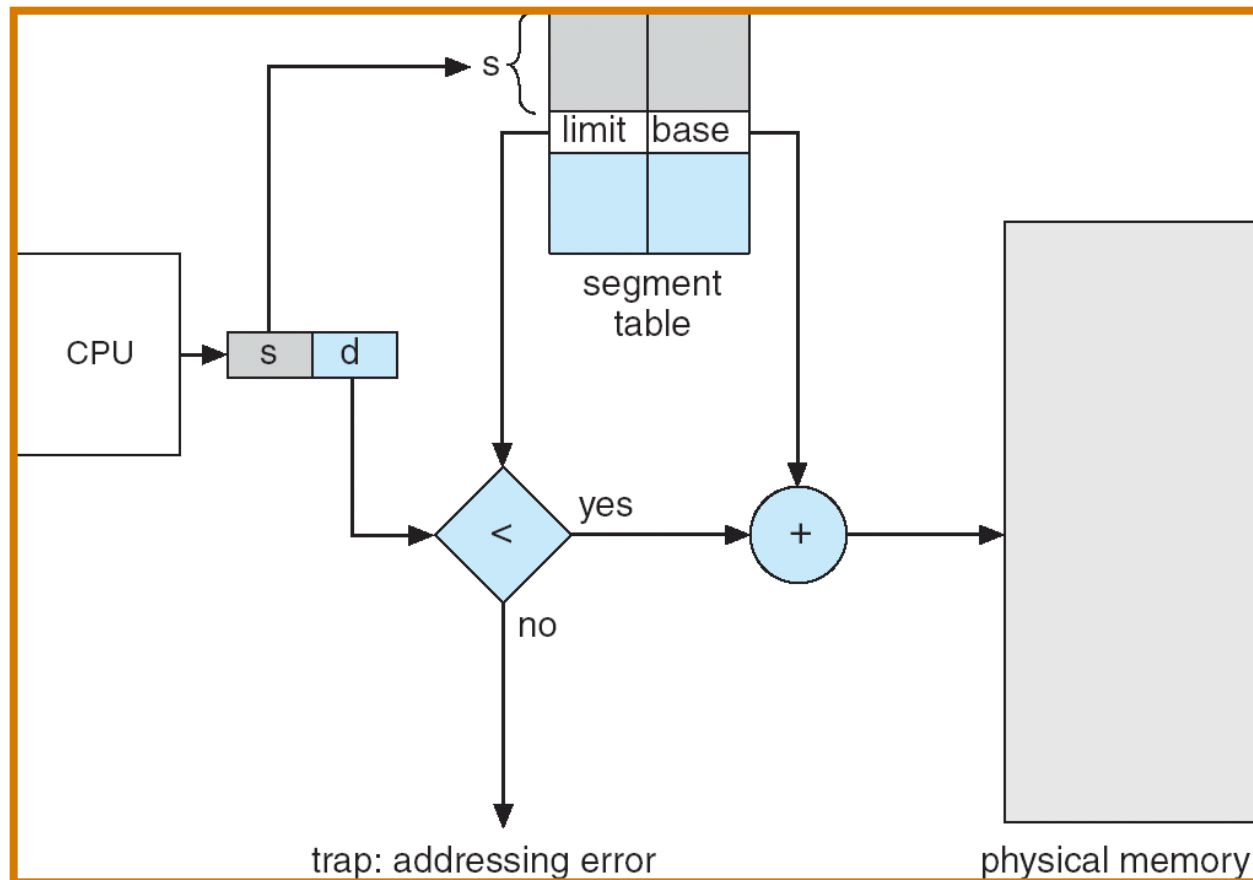 s
limit base
segment
table
CPU
s d
<
yes
+
no
trap: addressing error
physical memory